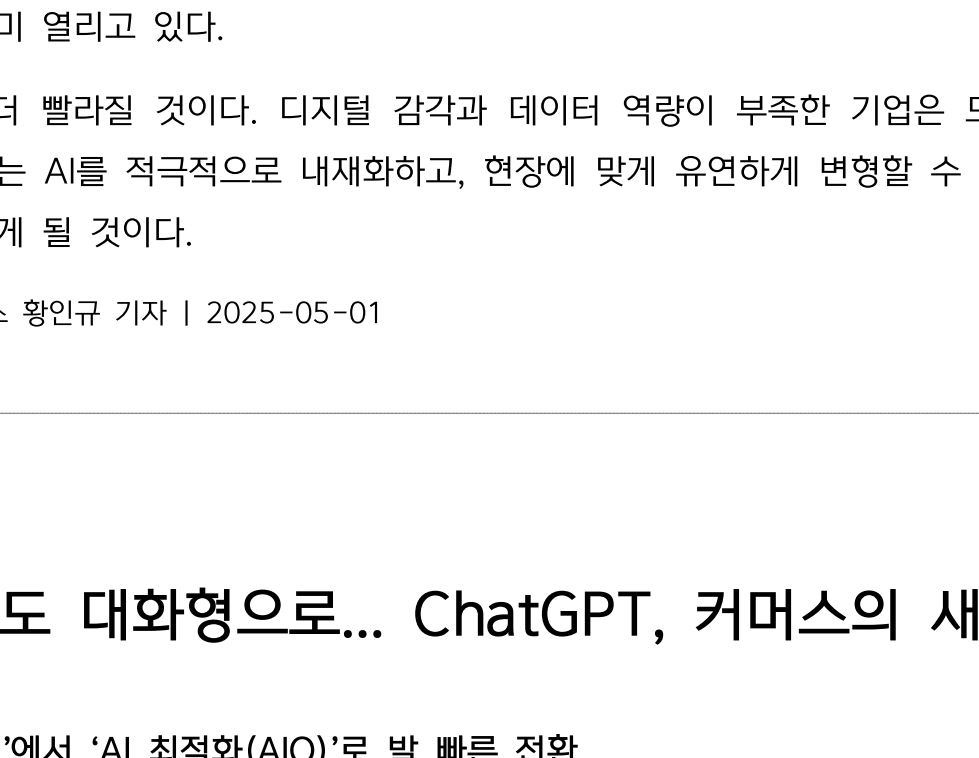 미 열리고 있다.
더 빨라질 것이다. 디지털 감각과 데이터 역량이 부족한 기업은
는 AI를 적극적으로 내재화하고, 현장에 맞게 유연하게 변형할 수
게 될 것이다.
황인규 기자 | 2025-05-01
도 대화형으로... ChatGPT, 커머스의 새
’에서 ‘AI 최적화(AIO)’로 발 빠른 전환